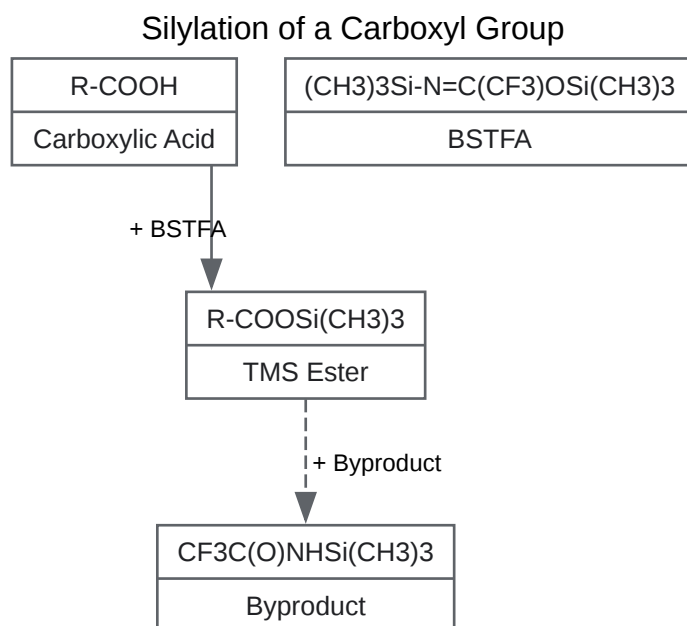 Silylation of a Carboxyl Group
R-COOH
Carboxylic Acid
(CH3)3Si-N=C(CF3)OSi(CH3)3
BSTFA
+ BSTFA
R-COOSi(CH3)3
TMS Ester
+ Byproduct
CF3C(O)NHSi(CH3)3
Byproduct